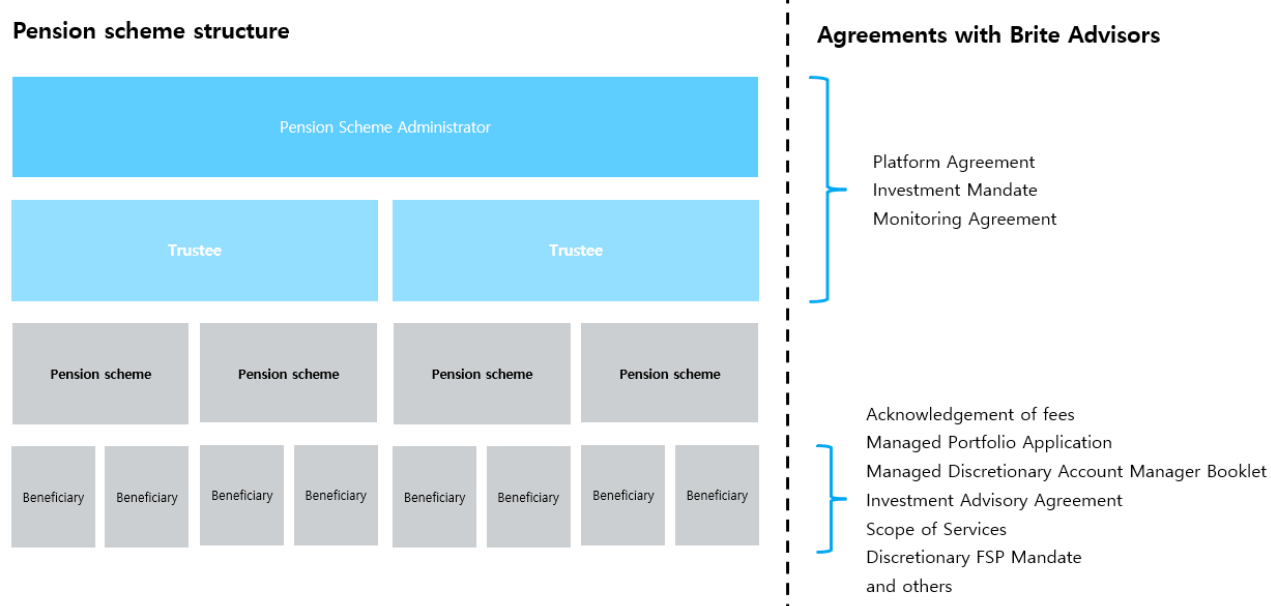 Pension scheme structure
Agreements with Brite Advisors
Pension Scheme Administrator
Platform Agreement
Investment Mandate
Monitoring Agreement
Trustee
Trustee
Pension scheme
Pension scheme
Pension scheme
Pension scheme
Beneficiary
Beneficiary
Beneficiary
Beneficiary
Beneficiary
Beneficiary
Beneficiary
Beneficiary
Acknowledgement of fees
Managed Portfolio Application
Managed Discretionary Account Manager Booklet
Investment Advisory Agreement
Scope of Services
Discretionary FSP Mandate
and others